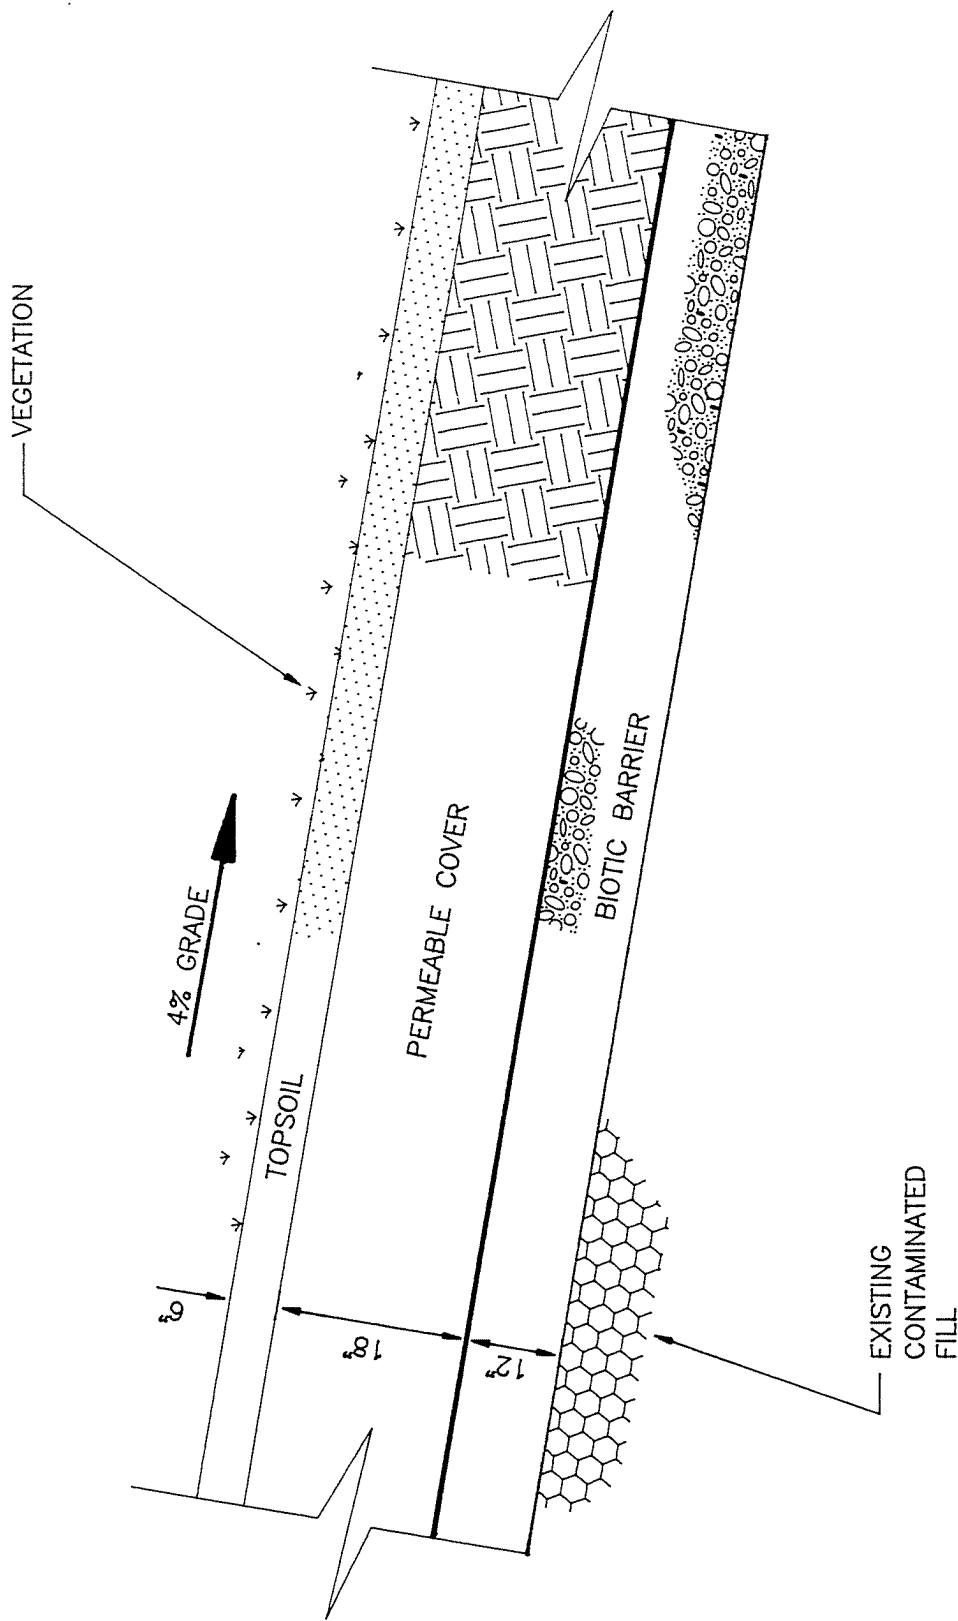 VEGETATION
4% GRADE
TOPSOIL
PERMEABLE COVER
BIOTIC BARRIER
6"
18"
12"
EXISTING
CONTAMINATED
FILL